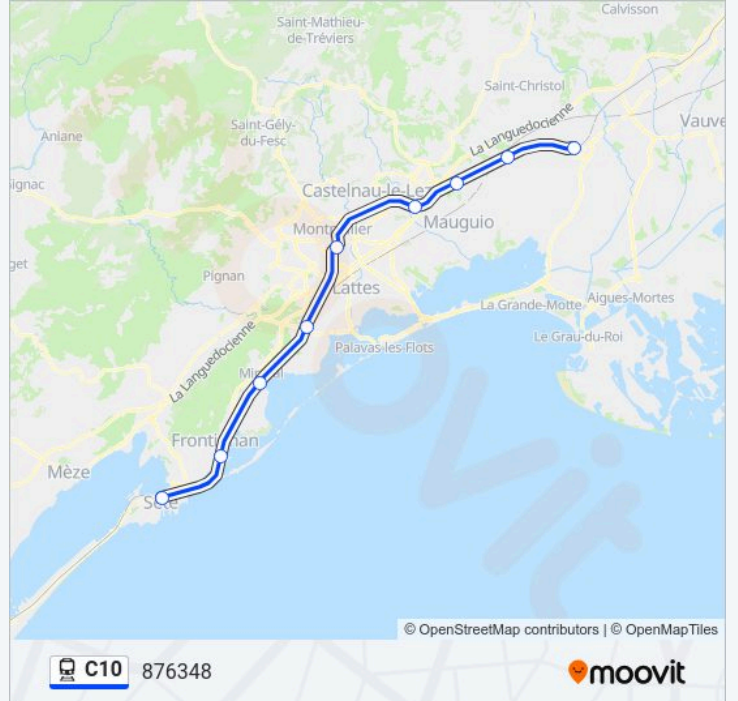 Calvisson
Saint-Mathieu-
de-Tréviers
Saint-Christol
La Languedocienne
Vauve
Aniane
Saint-Gély-
du-Fesc
ignac
Castelnau-le-Lez
Mauguio
Montpellier
get
Pignan
Lattes
La Grande-Motte
Aigues-Mortes
Le Grau-du-Roi
Palavas-les-Flots
La Languedocienne
Frontignan
Mèze
Sète
© OpenStreetMap contributors | © OpenMapTiles
C10 876348
moovit